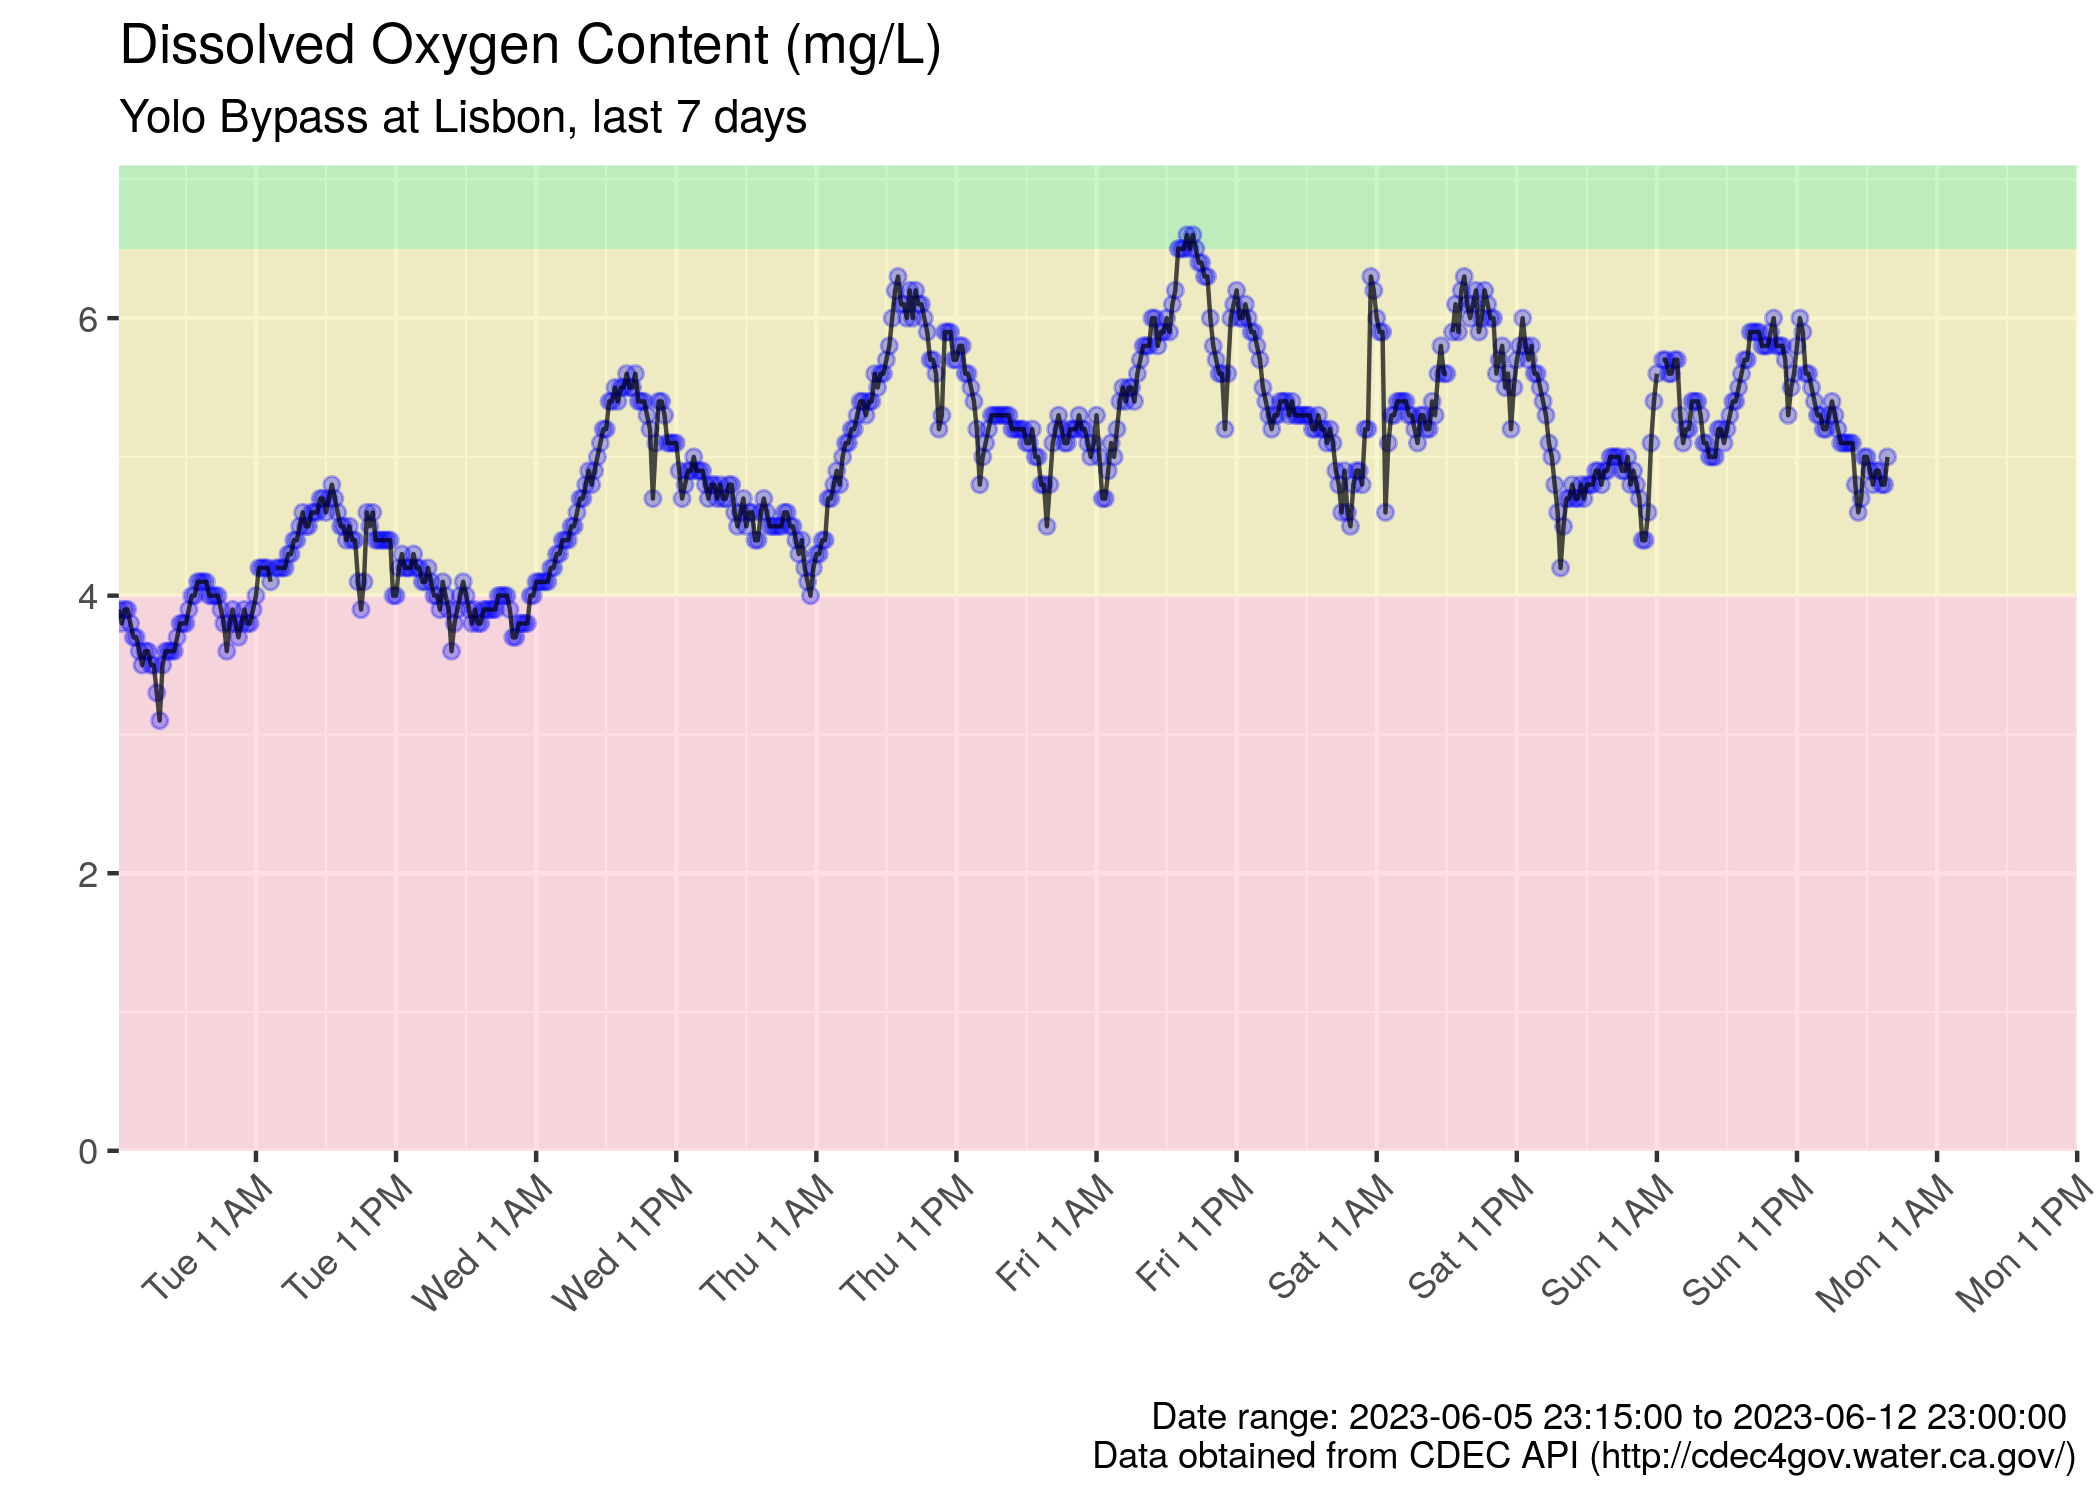 Dissolved Oxygen Content (mg/L)
Yolo Bypass at Lisbon, last 7 days
6
4
2
0
Tue 11AM
Tue 11PM
Wed 11AM
Wed 11PM
Thu 11AM
Thu 11PM
Fri 11AM
Fri 11PM
Sat 11AM
Sat 11PM
Sun 11AM
Sun 11PM
Mon 11AM
Mon 11PM
Date range: 2023-06-05 23:15:00 to 2023-06-12 23:00:00
Data obtained from CDEC API (http://cdec4gov.water.ca.gov/)